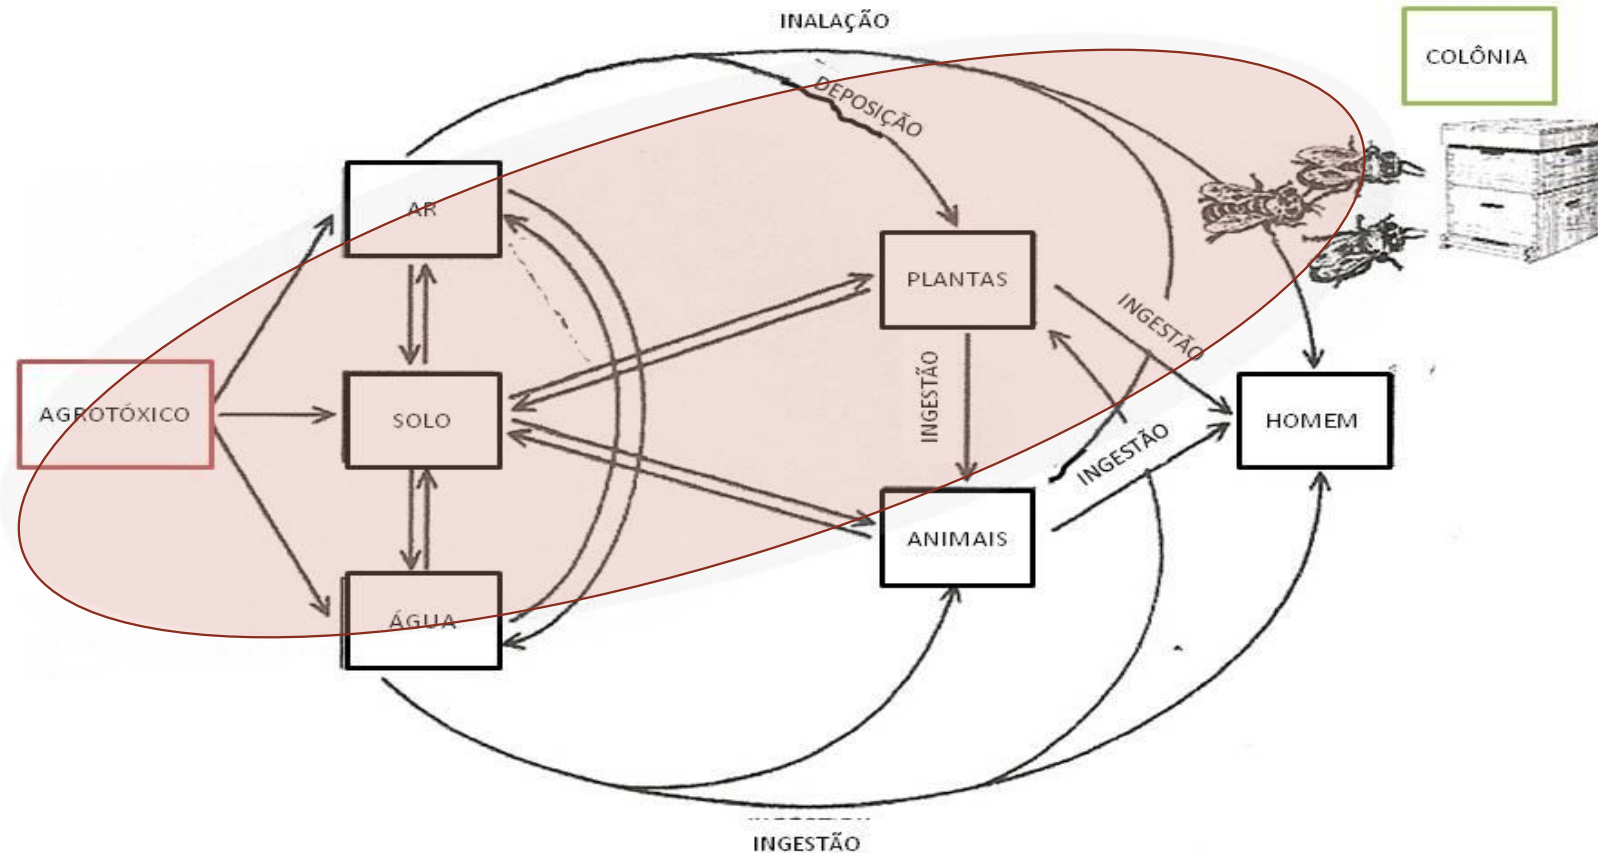 INALAÇÃO
COLÔNIA
DEPOSIÇÃO
AR
PLANTAS
INGESTÃO
AGROTÓXICO
SOLO
INGESTÃO
HOMEM
INGESTÃO
ANIMAIS
ÁGUA
INGESTÃO